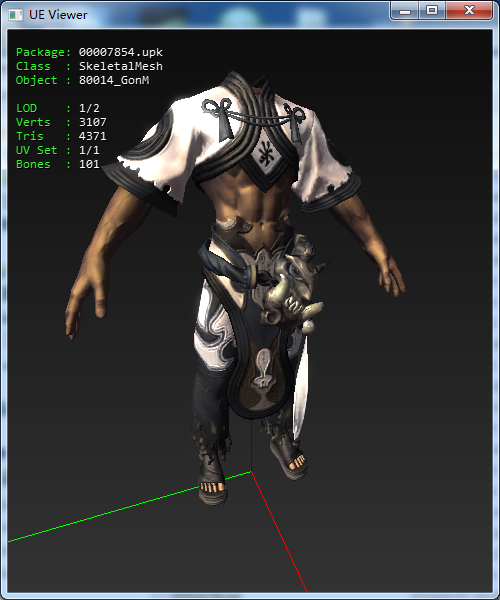 UE Viewer
Package: 00007854.upk
Class : SkeletalMesh
Object : 80014_GonM
LOD : 1/2
Verts : 3107
Tris : 4371
UV Set : 1/1
Bones : 101